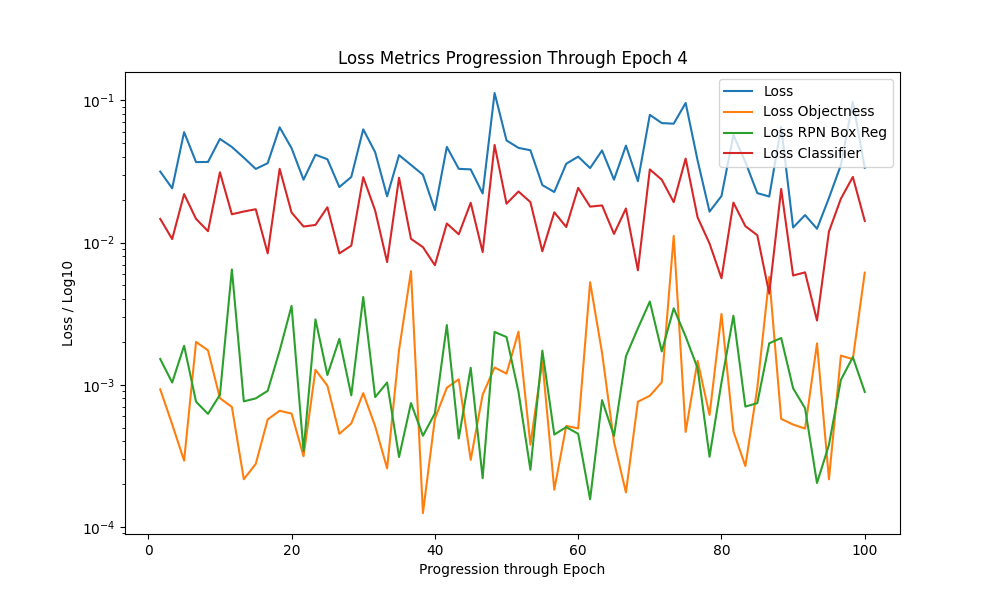 Loss Metrics Progression Through Epoch 4
Loss
Loss Objectness
Loss RPN Box Reg
Loss Classifier
Loss / Log10
10⁻¹
10⁻²
10⁻³
10⁻⁴
0 20 40 60 80 100
Progression through Epoch